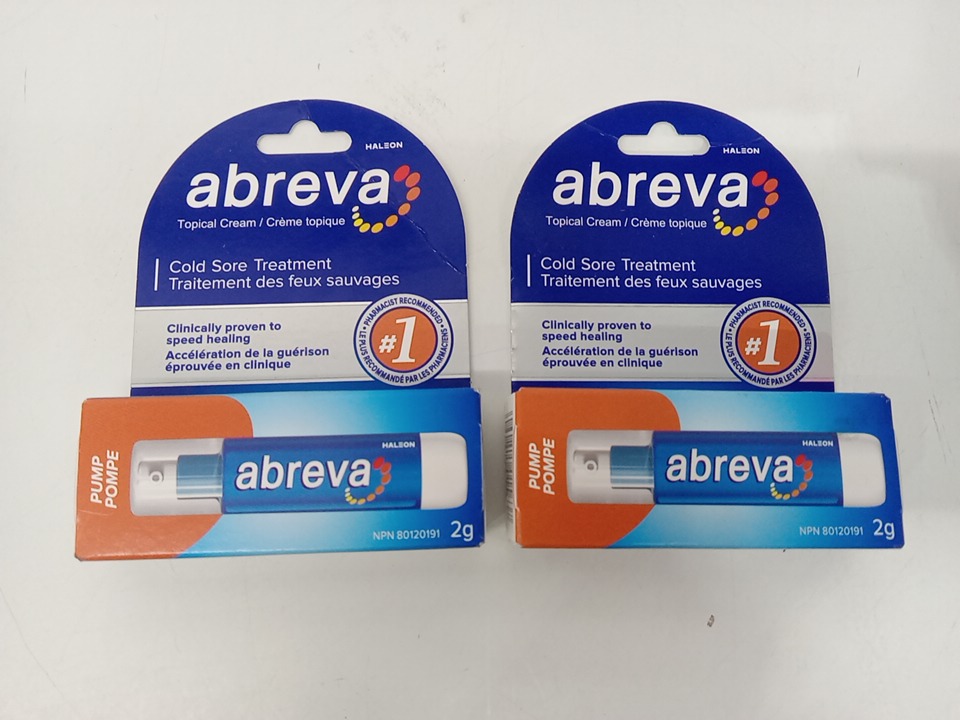 HALEON
abreva
Topical Cream / Crème topique
Cold Sore Treatment
Traitement des feux sauvages
Clinically proven to
speed healing
Accélération de la guérison
éprouvée en clinique
• PHARMACIST RECOMMENDED •
LE PLUS RECOMMANDÉ PAR LES PHARMACIENS
#1
PUMP
POMPE
HALEON
abreva
NPN 80120191 2g
HALEON
abreva
Topical Cream / Crème topique
Cold Sore Treatment
Traitement des feux sauvages
Clinically proven to
speed healing
Accélération de la guérison
éprouvée en clinique
• PHARMACIST RECOMMENDED •
LE PLUS RECOMMANDÉ PAR LES PHARMACIENS
#1
PUMP
POMPE
HALEON
abreva
NPN 80120191 2g